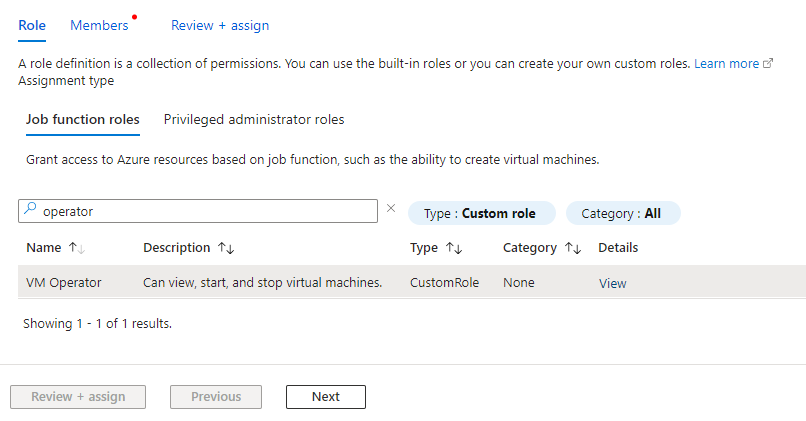 Role Members Review + assign
A role definition is a collection of permissions. You can use the built-in roles or you can create your own custom roles. Learn more
Assignment type
Job function roles Privileged administrator roles
Grant access to Azure resources based on job function, such as the ability to create virtual machines.
operator Type : Custom role Category : All
Name Description Type Category Details
VM Operator Can view, start, and stop virtual machines. CustomRole None View
Showing 1 - 1 of 1 results.
Review + assign Previous Next